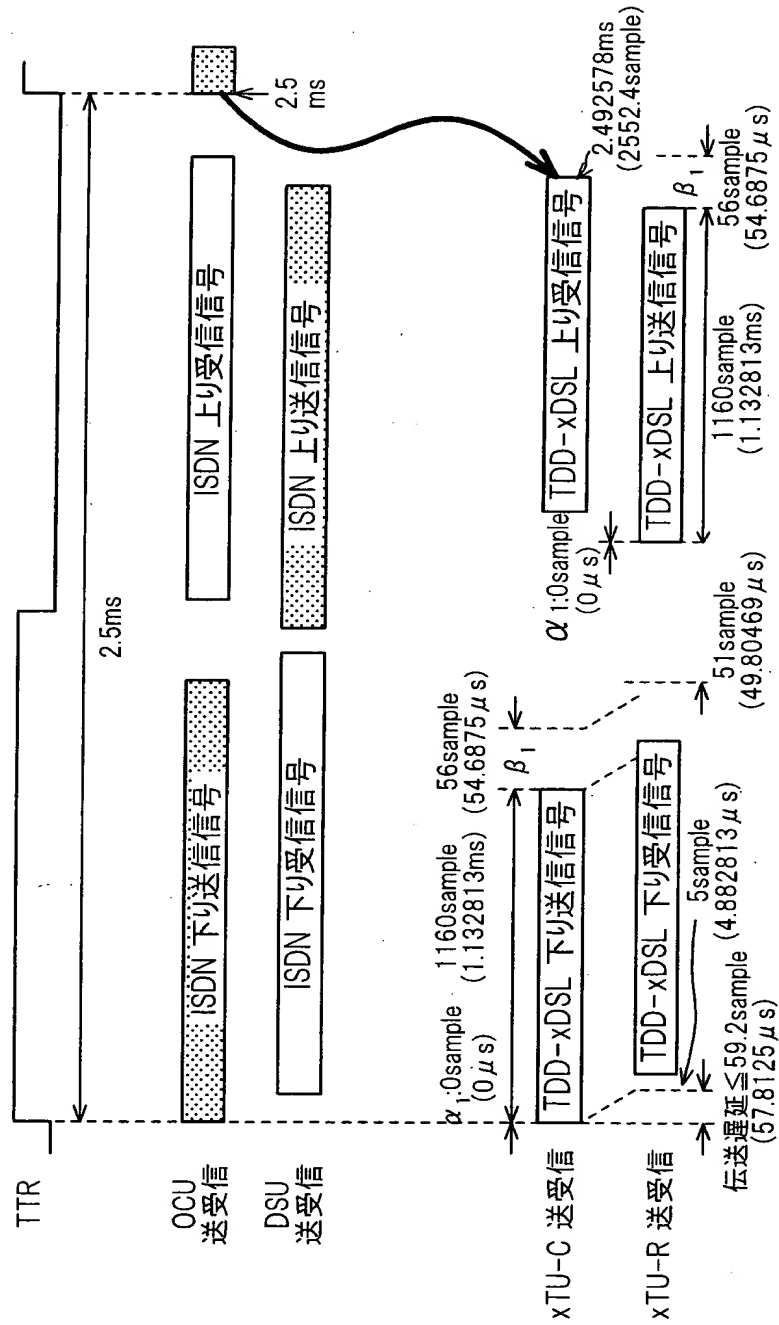 TTR
2.5ms
OCU
送受信
ISDN 下り送信信号
ISDN 上り受信信号
2.5
ms
DSU
送受信
ISDN 下り受信信号
ISDN 上り送信信号
α1:0sample
(0μs)
1160sample
(1.132813ms)
56sample
(54.6875μs)
β1
xTU-C 送受信
TDD-xDSL 下り送信信号
α1:0sample
(0μs)
TDD-xDSL 上り受信信号
2.492578ms
(2552.4sample)
xTU-R 送受信
TDD-xDSL 下り受信信号
TDD-xDSL 上り送信信号
β1
伝送遅延≦59.2sample
(57.8125μs)
5sample
(4.882813μs)
51sample
(49.80469μs)
1160sample
(1.132813ms)
56sample
(54.6875μs)